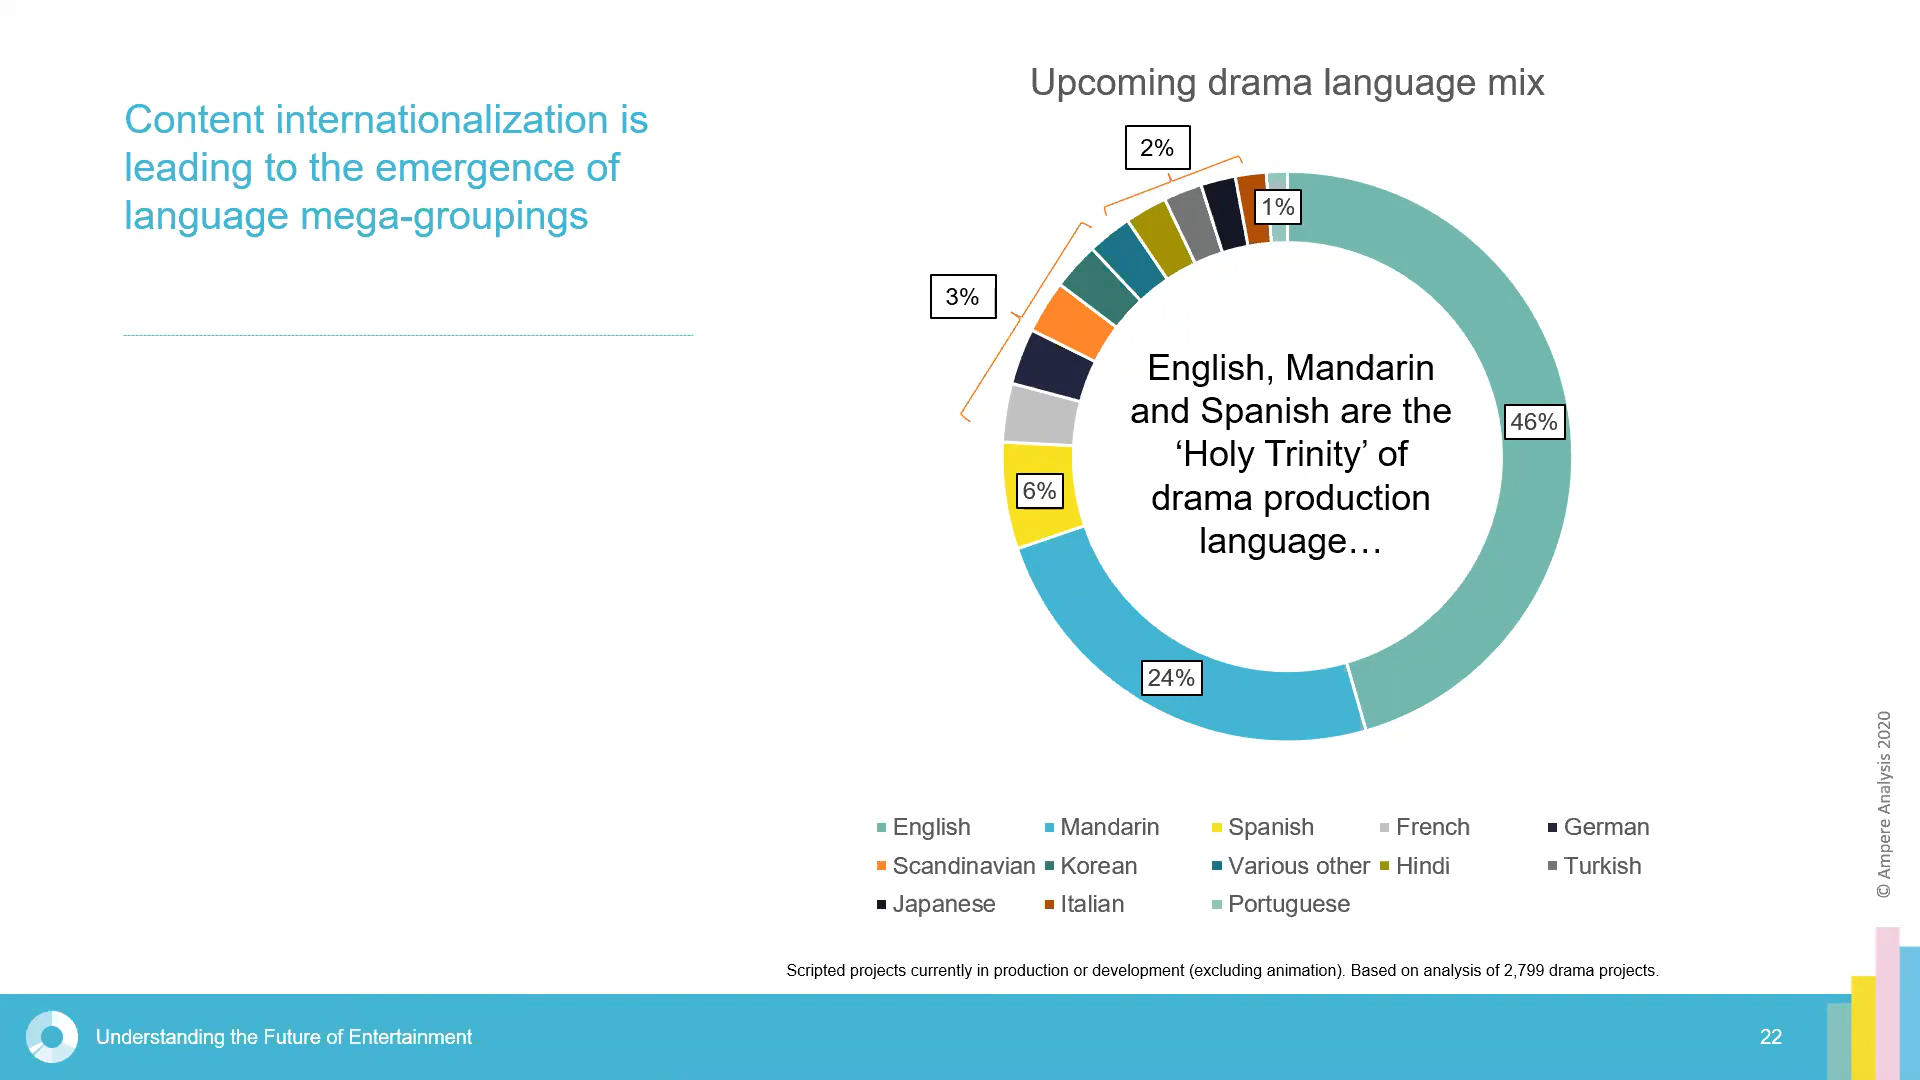 Content internationalization is
leading to the emergence of
language mega-groupings
Upcoming drama language mix
2%
1%
3%
46%
6%
24%
English, Mandarin
and Spanish are the
‘Holy Trinity’ of
drama production
language…
English Mandarin Spanish French German
Scandinavian Korean Various other Hindi Turkish
Japanese Italian Portuguese
Scripted projects currently in production or development (excluding animation). Based on analysis of 2,799 drama projects.
© Ampere Analysis 2020
Understanding the Future of Entertainment
22